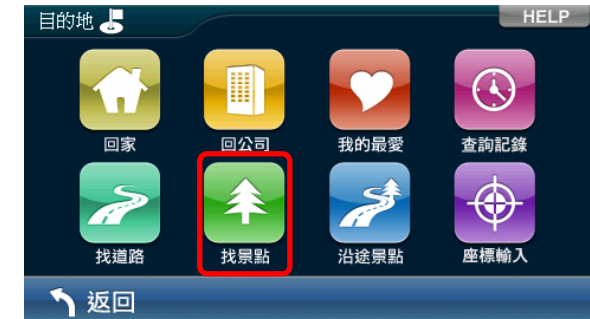 目的地
HELP
回家
回公司
我的最愛
查詢記錄
找道路
找景點
沿途景點
座標輸入
返回